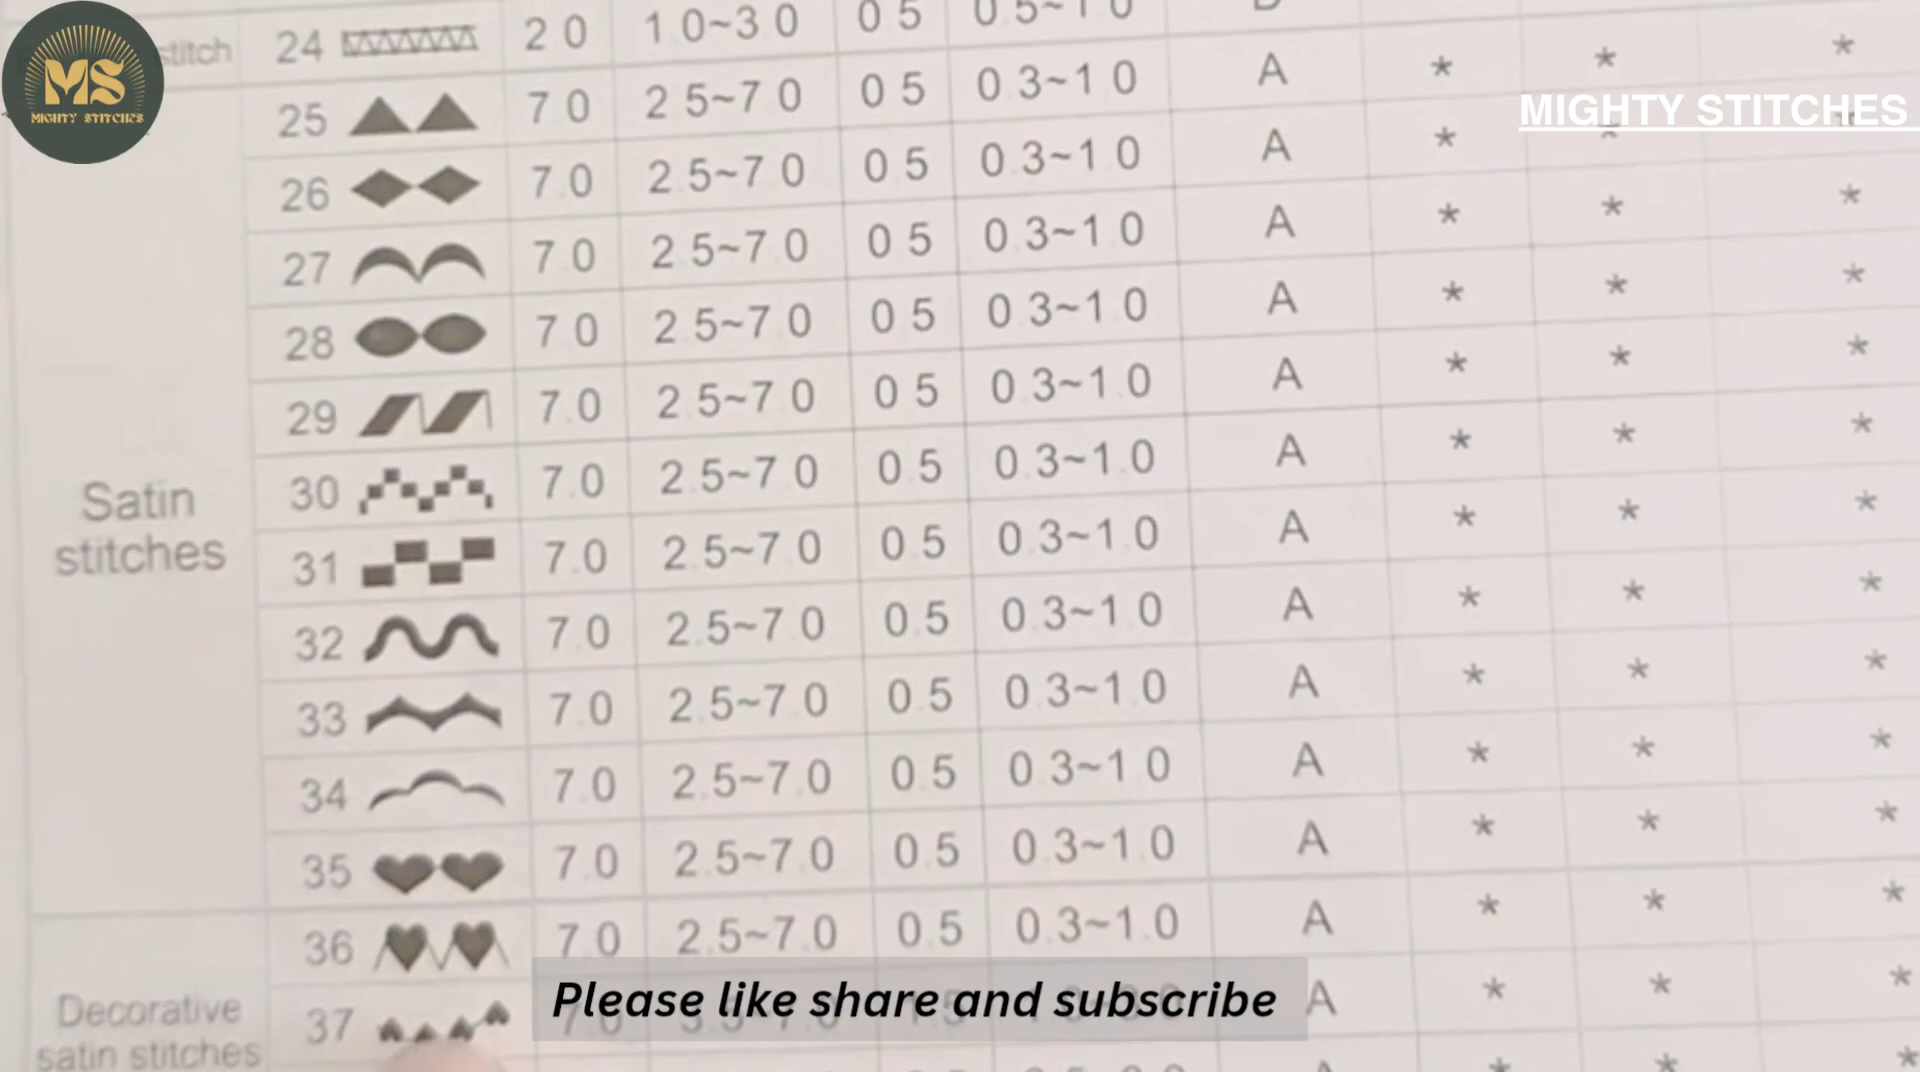 MS
MIGHTY STITCHES
MIGHTY STITCHES
stitch
24 2 0 1 0~3 0 0 5 0 5~1 0
25 7 0 2 5~7 0 0 5 0 3~1 0 A * * *
26 7.0 2 5~7 0 0 5 0 3~1 0 A * * *
27 7 0 2 5~7 0 0 5 0 3~1 0 A * * *
28 7 0 2 5~7 0 0 5 0 3~1 0 A * * *
29 7.0 2 5~7 0 0 5 0 3~1 0 A * * *
Satin
stitches
30 7.0 2.5~7 0 0 5 0.3~1.0 A * * *
31 7.0 2.5~7 0 0.5 0.3~1.0 A * * *
32 7.0 2.5~7.0 0.5 0.3~1.0 A * * *
33 7.0 2.5~7.0 0.5 0.3~1.0 A * * *
34 7.0 2.5~7.0 0.5 0.3~1.0 A * * *
35 7.0 2.5~7.0 0.5 0.3~1.0 A * * *
36 7.0 2.5~7.0 0.5 0.3~1.0 A * * *
Decorative
satin stitches
37 A * * *
Please like share and subscribe